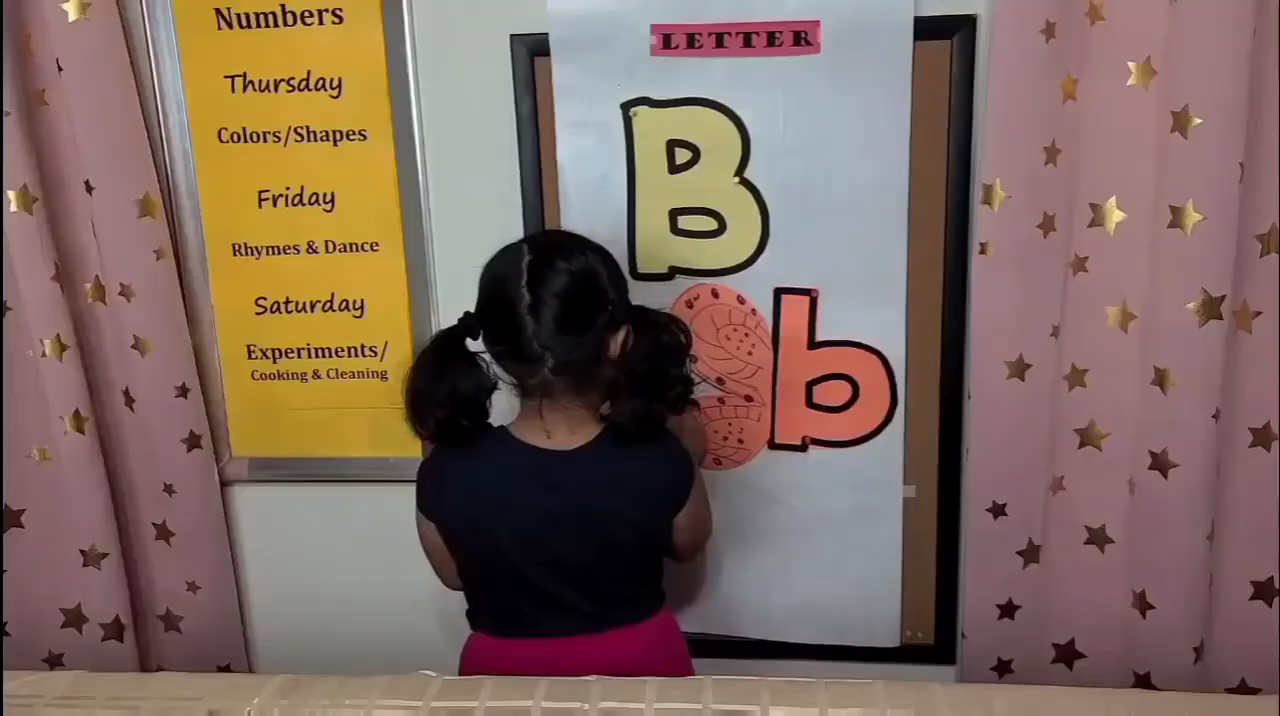 Numbers
Thursday
Colors/Shapes
Friday
Rhymes & Dance
Saturday
Experiments/
Cooking & Cleaning
LETTER
B
b